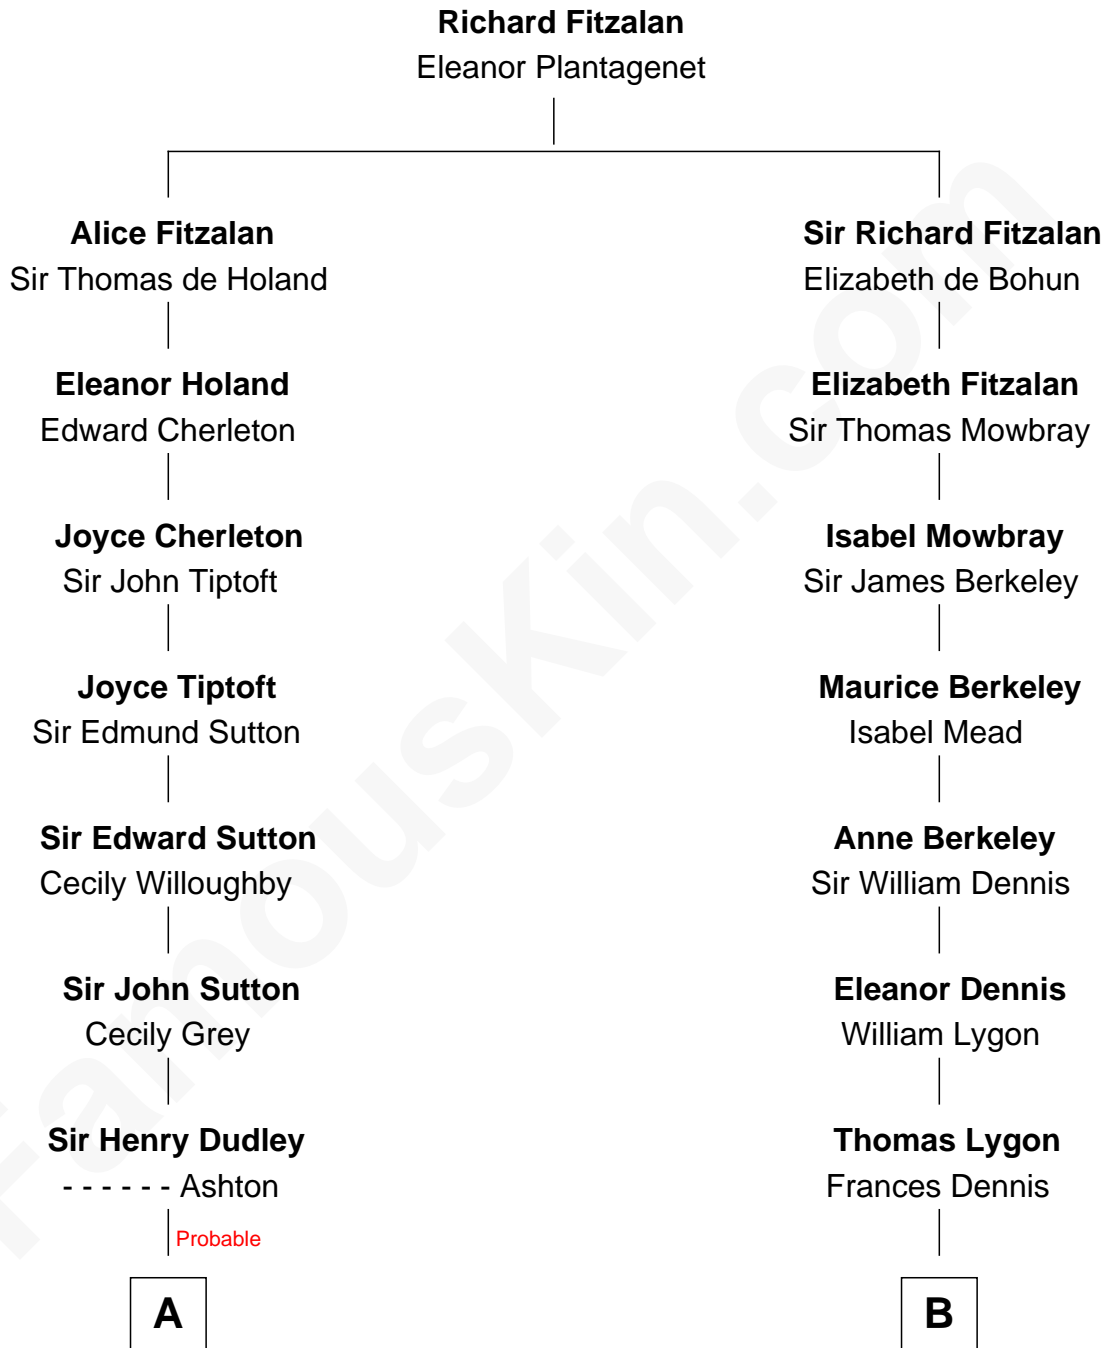 Richard Fitzalan
Eleanor Plantagenet
Alice Fitzalan
Sir Thomas de Holand
Eleanor Holand
Edward Cherleton
Joyce Cherleton
Sir John Tiptoft
Joyce Tiptoft
Sir Edmund Sutton
Sir Edward Sutton
Cecily Willoughby
Sir John Sutton
Cecily Grey
Sir Henry Dudley
- - - - - - Ashton
Probable
A
Sir Richard Fitzalan
Elizabeth de Bohun
Elizabeth Fitzalan
Sir Thomas Mowbray
Isabel Mowbray
Sir James Berkeley
Maurice Berkeley
Isabel Mead
Anne Berkeley
Sir William Dennis
Eleanor Dennis
William Lygon
Thomas Lygon
Frances Dennis
B
FamousKin.com